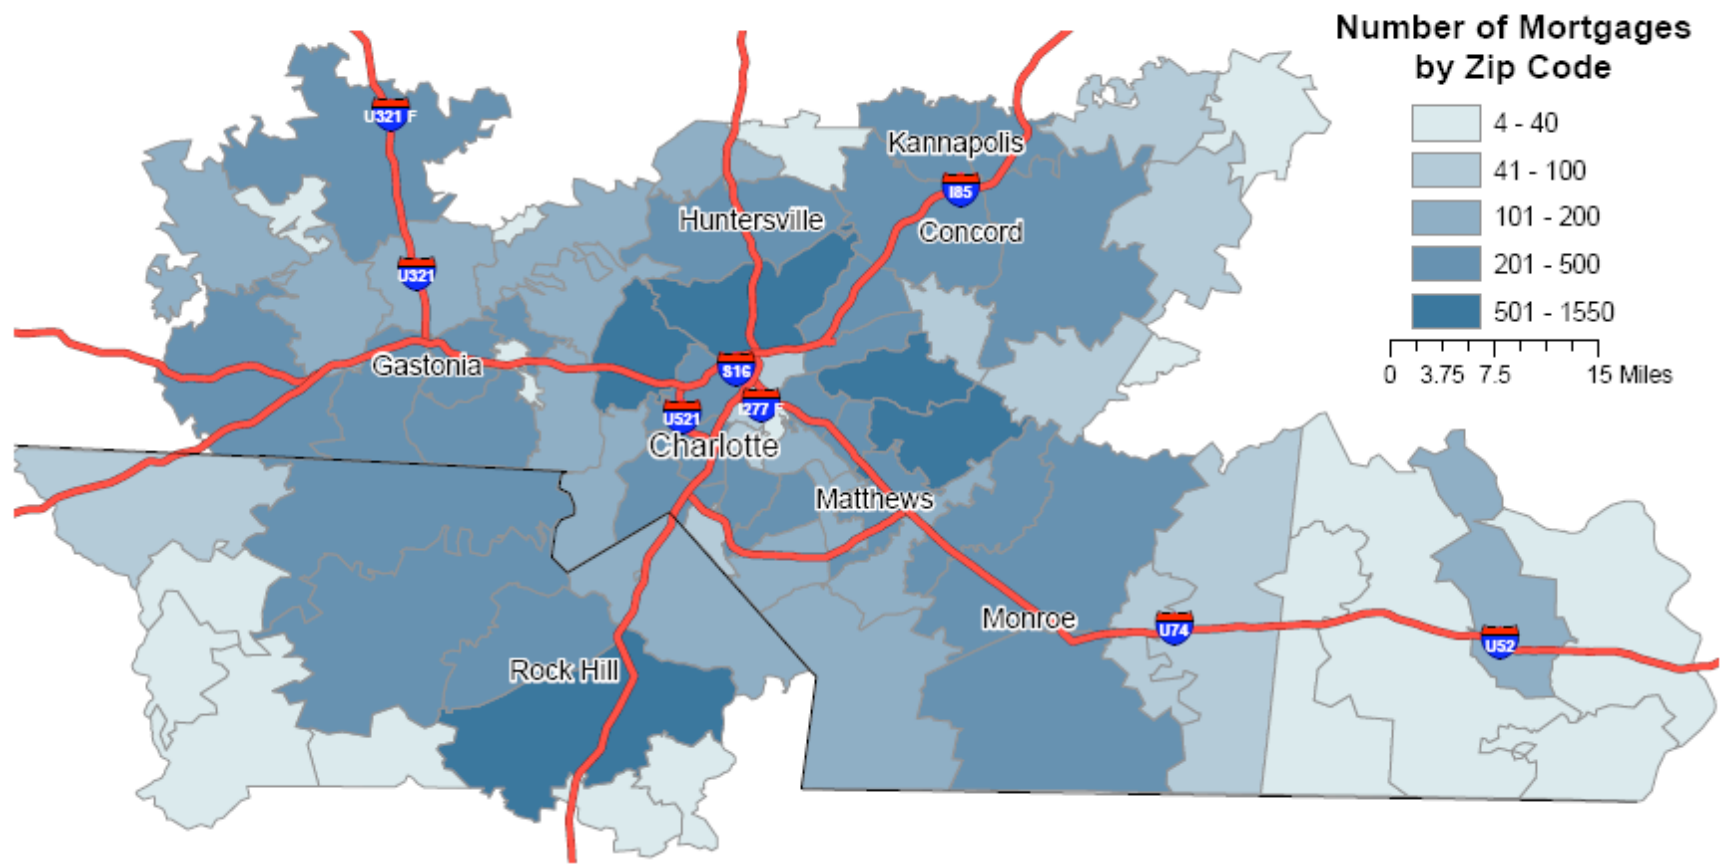 Number of Mortgages
by Zip Code
4 - 40
41 - 100
101 - 200
201 - 500
501 - 1550
0 3.75 7.5 15 Miles
U321 F
Kannapolis
I85
Huntersville
Concord
U321
Gastonia
S16
I277 F
U521
Charlotte
Matthews
Monroe
U74
U52
Rock Hill